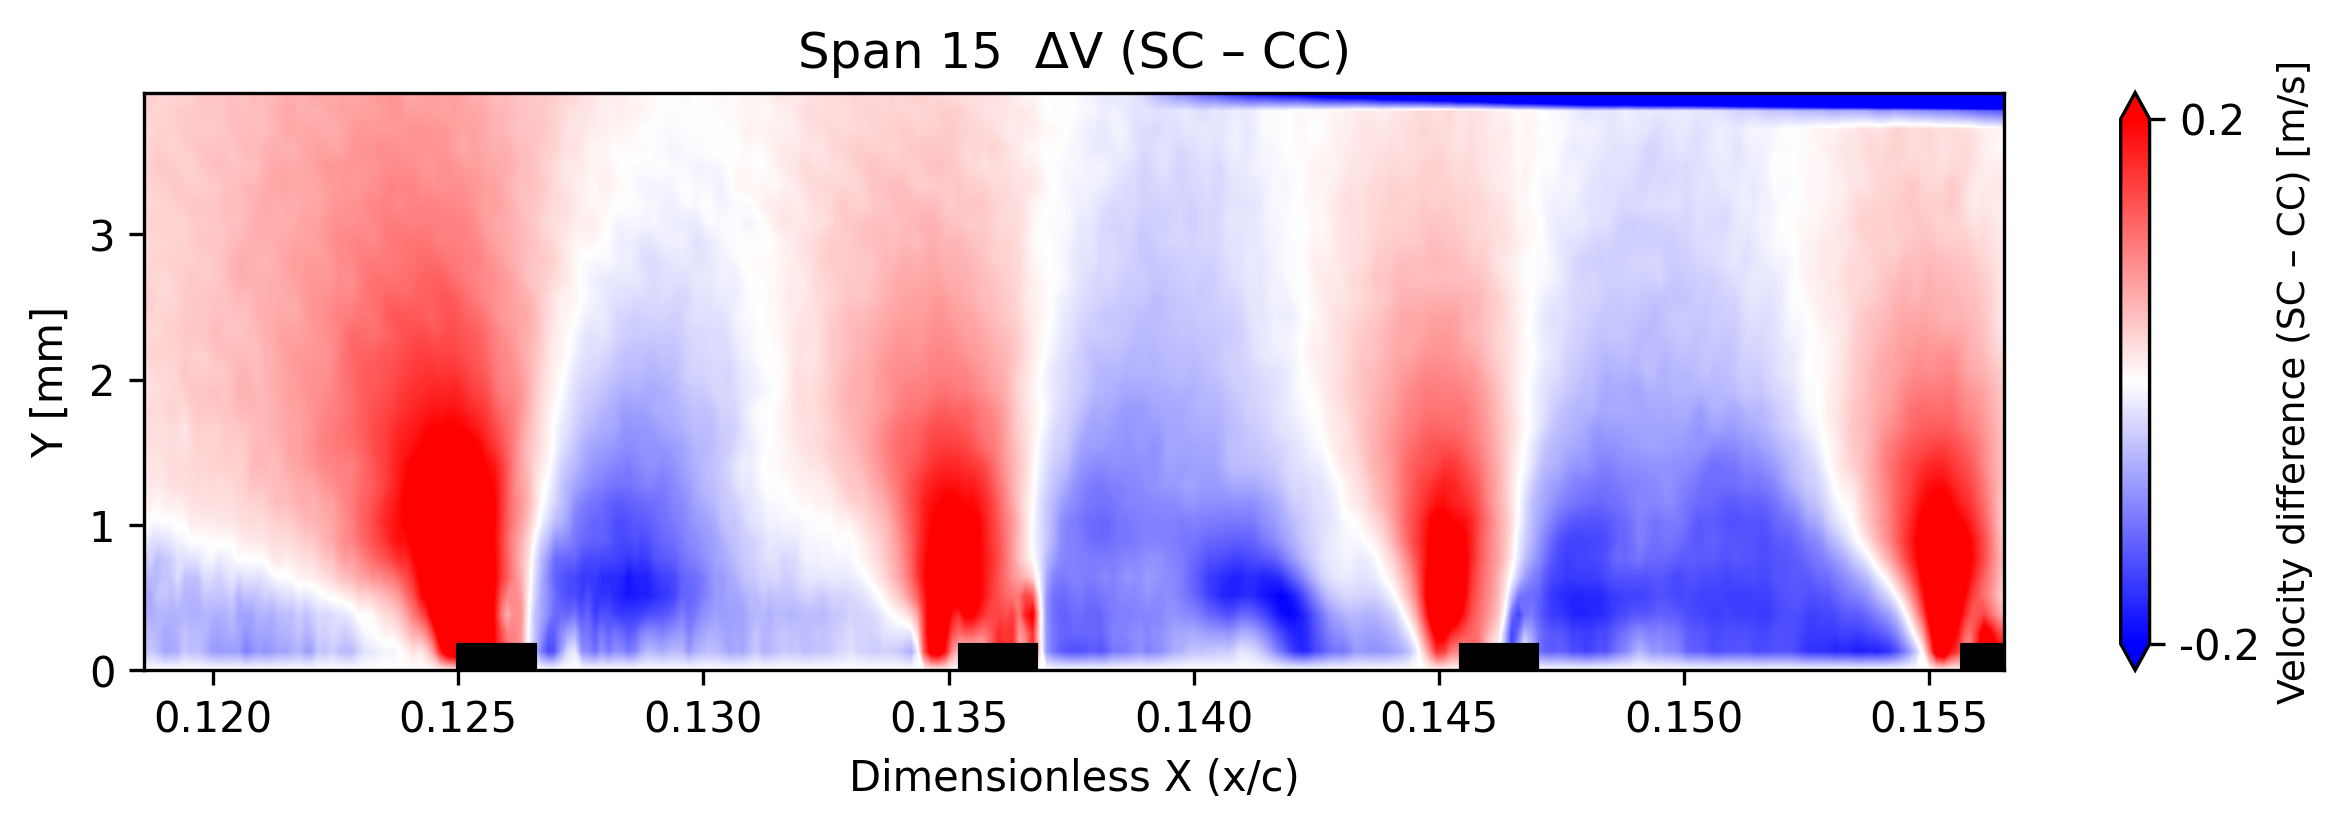 Span 15  ΔV (SC – CC)
3
2
1
0
Y [mm]
0.120 0.125 0.130 0.135 0.140 0.145 0.150 0.155
Dimensionless X (x/c)
0.2
-0.2
Velocity difference (SC – CC) [m/s]